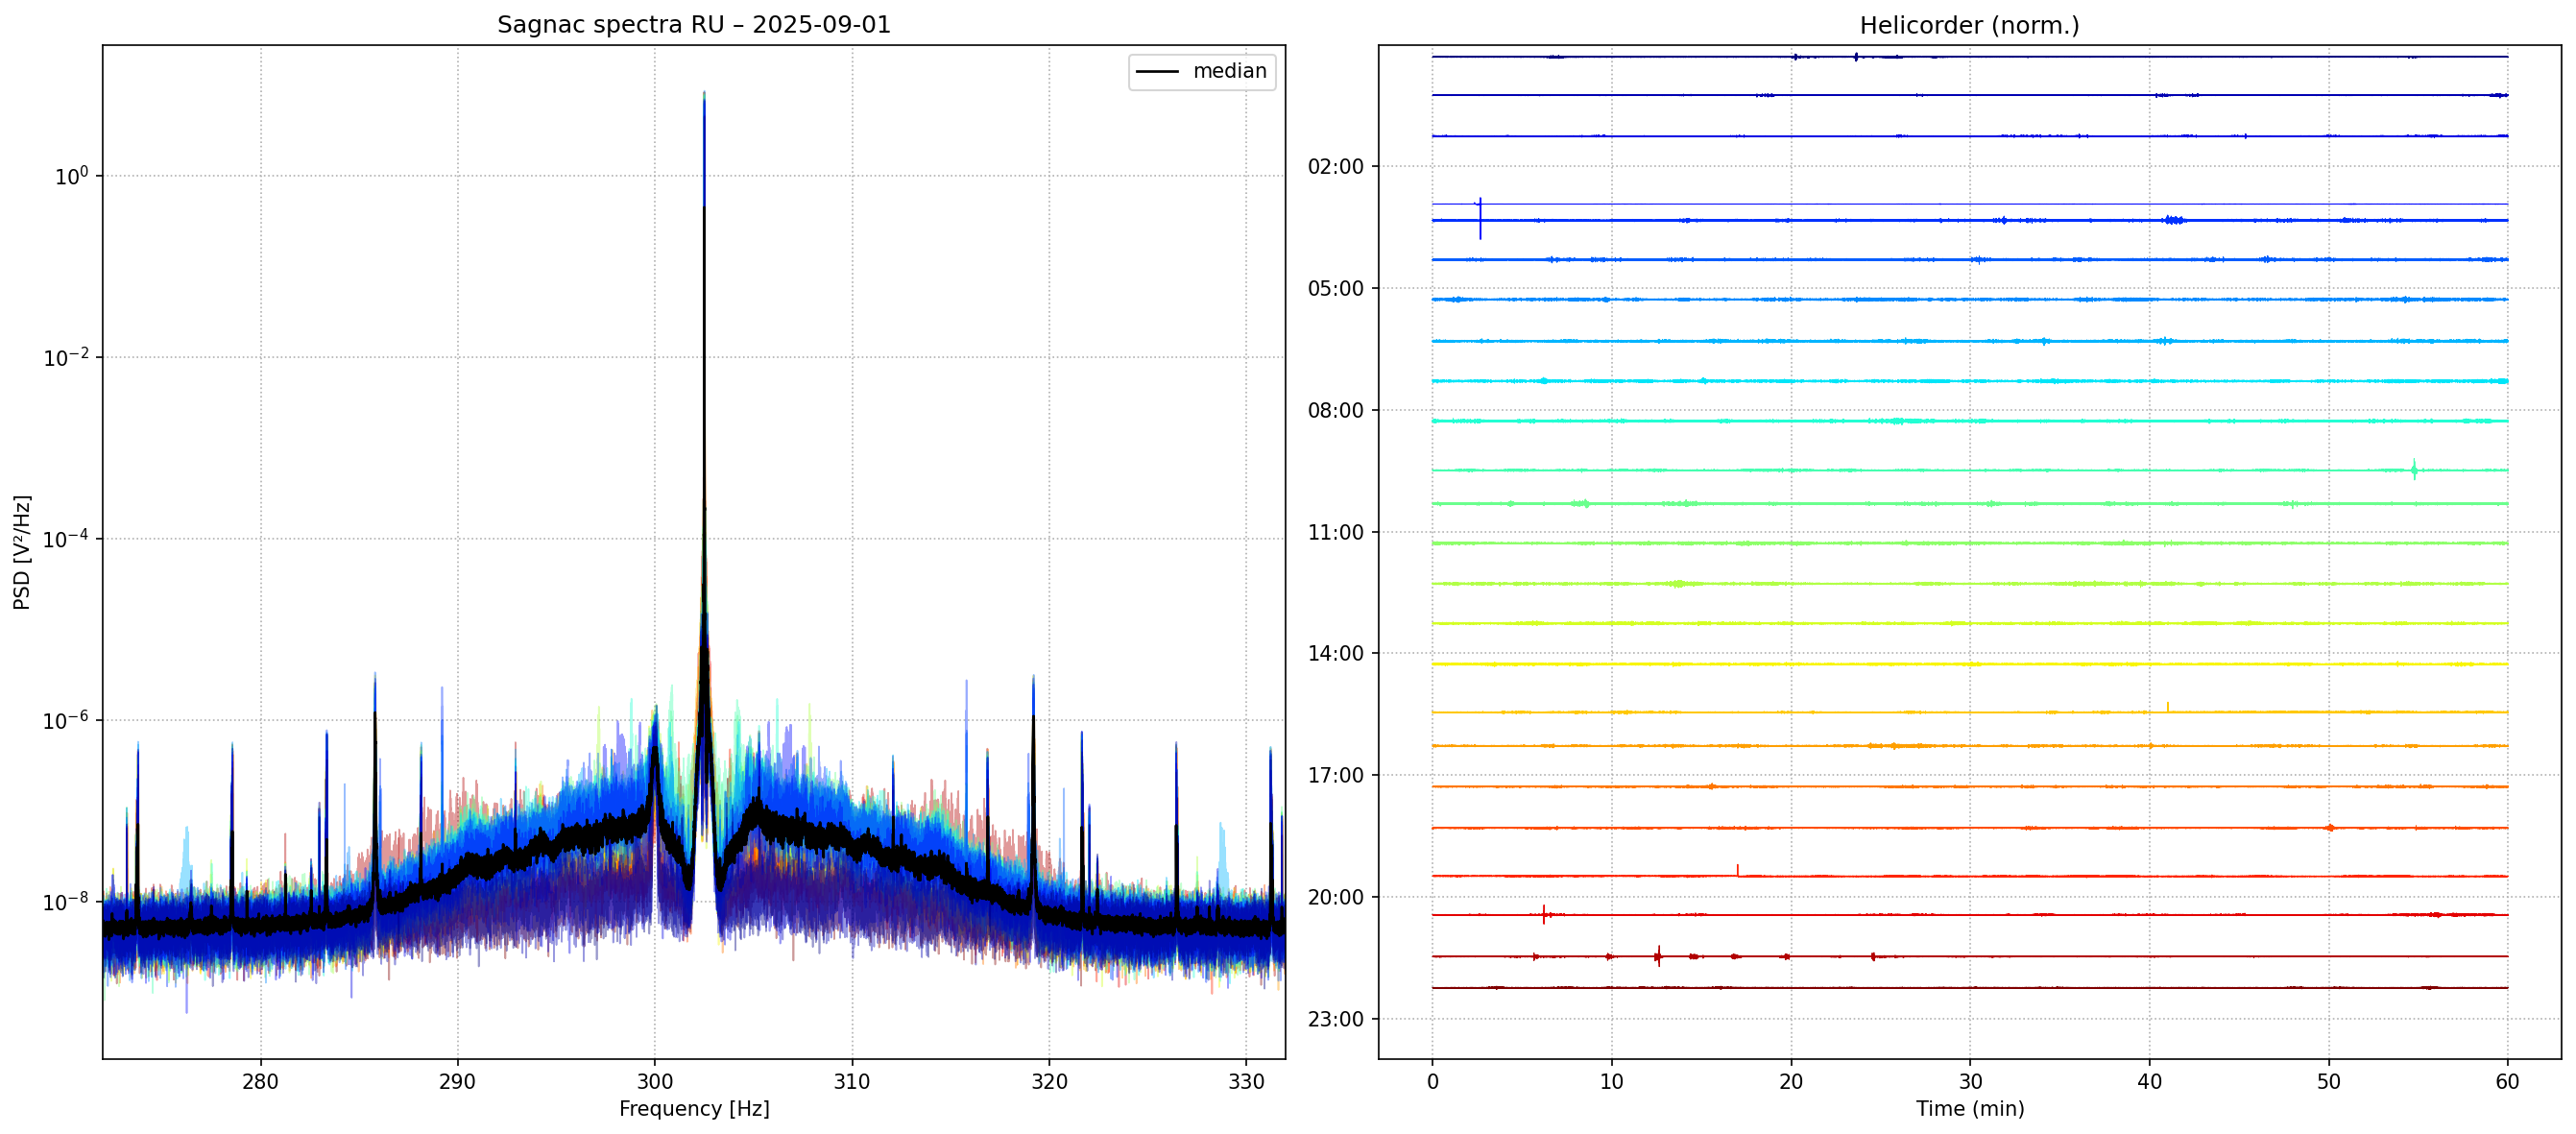 Sagnac spectra RU – 2025-09-01
median
PSD [V²/Hz]
10⁰
10⁻²
10⁻⁴
10⁻⁶
10⁻⁸
280 290 300 310 320 330
Frequency [Hz]
Helicorder (norm.)
02:00
05:00
08:00
11:00
14:00
17:00
20:00
23:00
0 10 20 30 40 50 60
Time (min)